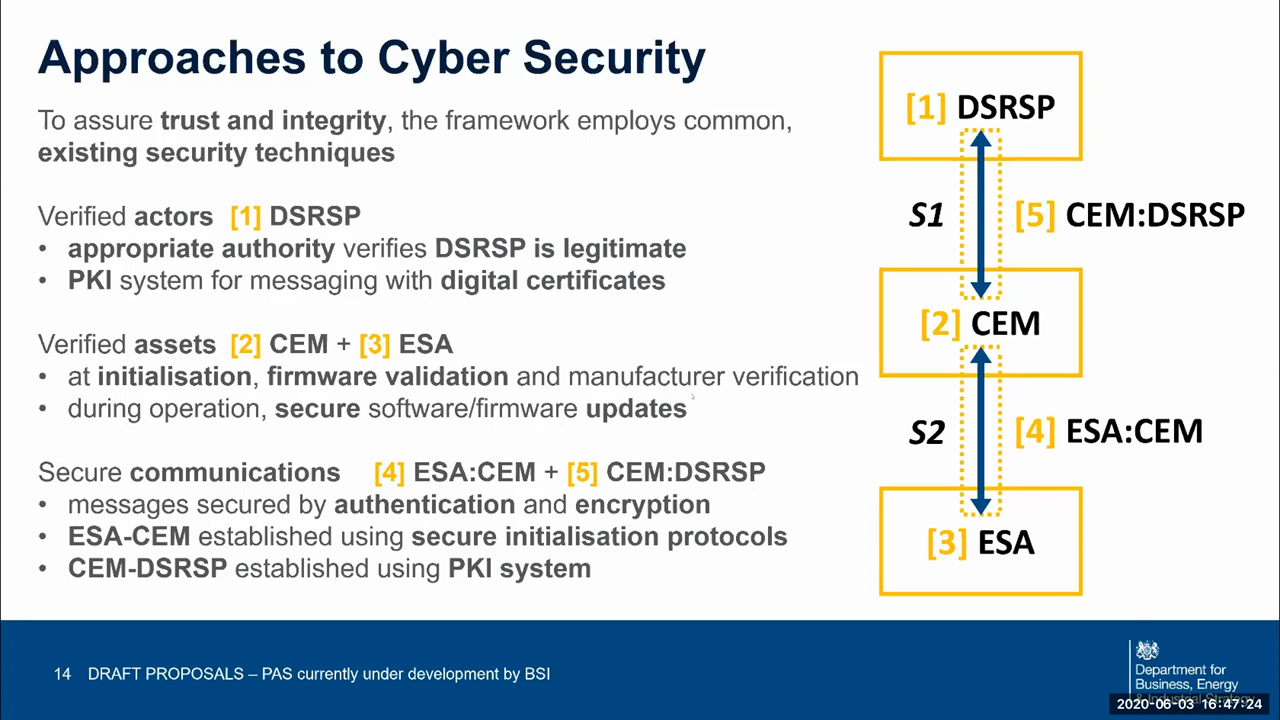 Approaches to Cyber Security
To assure trust and integrity, the framework employs common,
existing security techniques
Verified actors [1] DSRSP
• appropriate authority verifies DSRSP is legitimate
• PKI system for messaging with digital certificates
Verified assets [2] CEM + [3] ESA
• at initialisation, firmware validation and manufacturer verification
• during operation, secure software/firmware updates
Secure communications [4] ESA:CEM + [5] CEM:DSRSP
• messages secured by authentication and encryption
• ESA-CEM established using secure initialisation protocols
• CEM-DSRSP established using PKI system
[1] DSRSP
S1
[5] CEM:DSRSP
[2] CEM
S2
[4] ESA:CEM
[3] ESA
14 DRAFT PROPOSALS – PAS currently under development by BSI
Department for
Business, Energy
& Industrial Strategy
2020-06-03 16:47:24